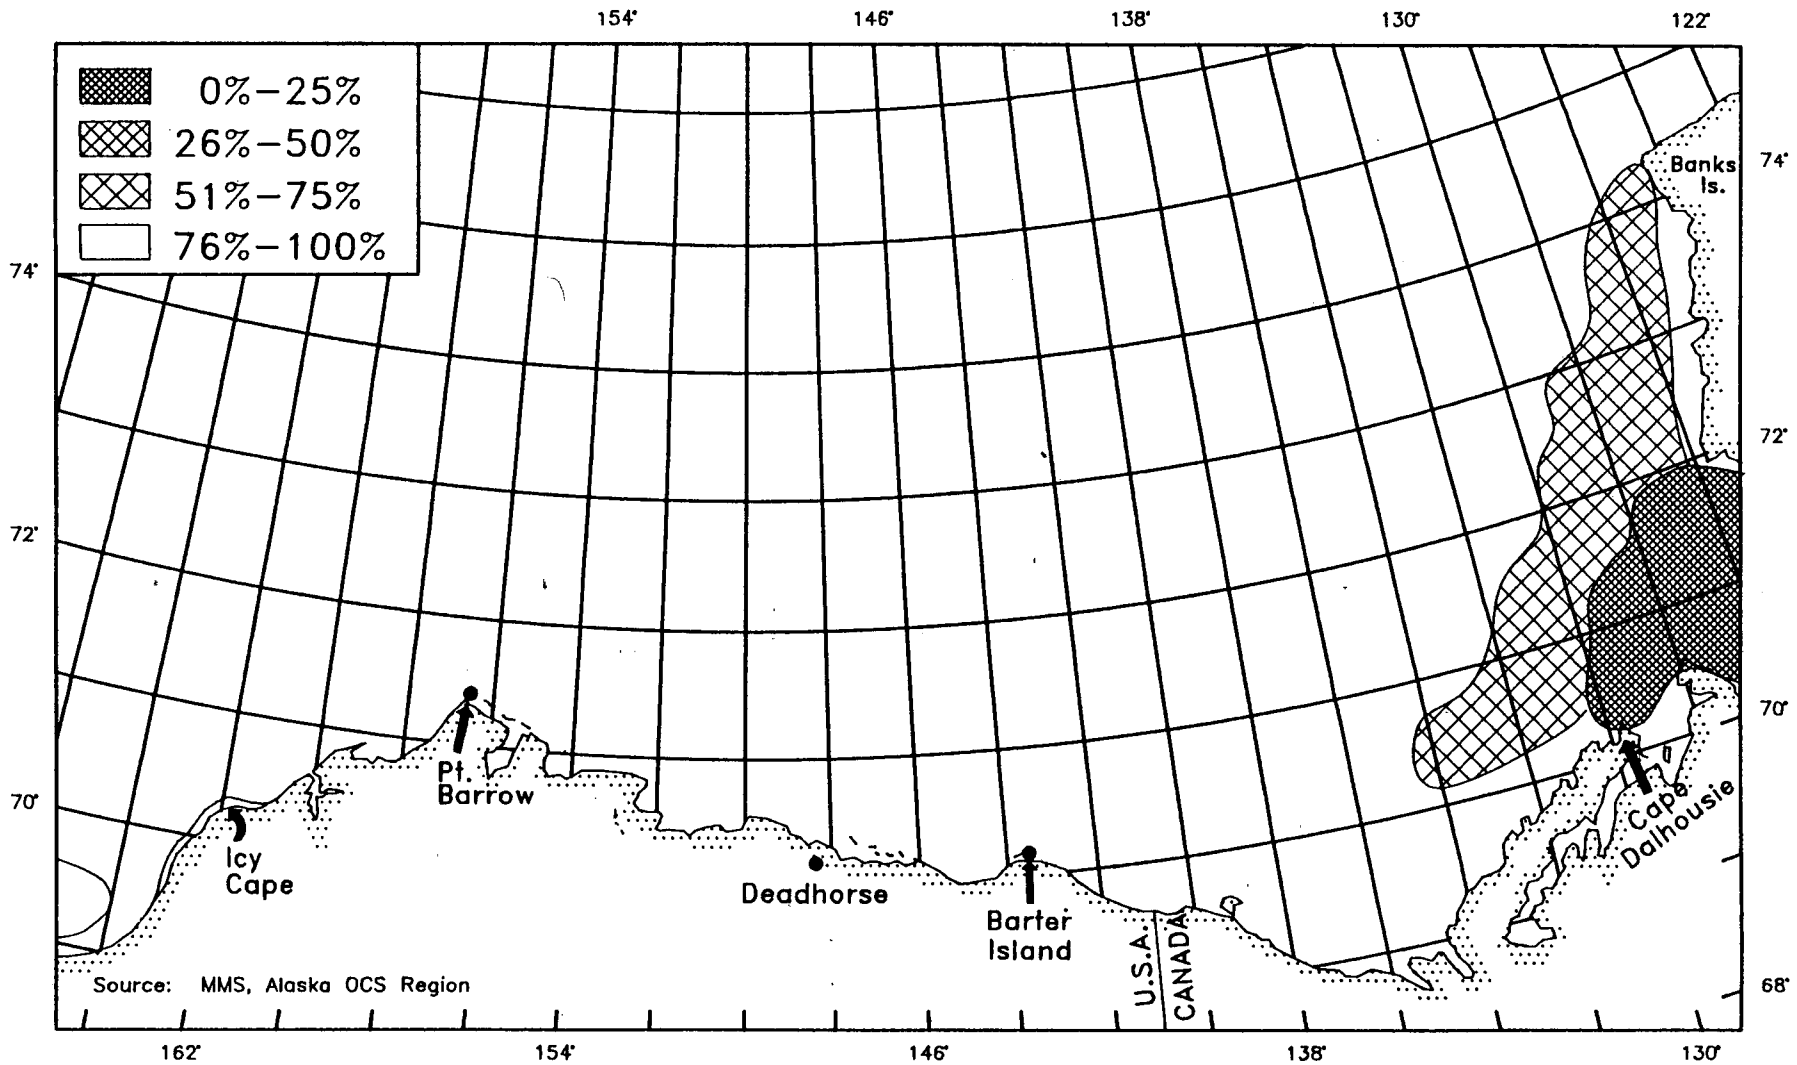 154°
146°
138°
130°
122°
0%–25%
26%–50%
51%–75%
76%–100%
74°
Banks
Is.
74°
72°
72°
70°
70°
Pt.
Barrow
Icy
Cape
Deadhorse
Barter
Island
Cape
Dalhousie
U.S.A.
CANADA
Source: MMS, Alaska OCS Region
68°
162°
154°
146°
138°
130°